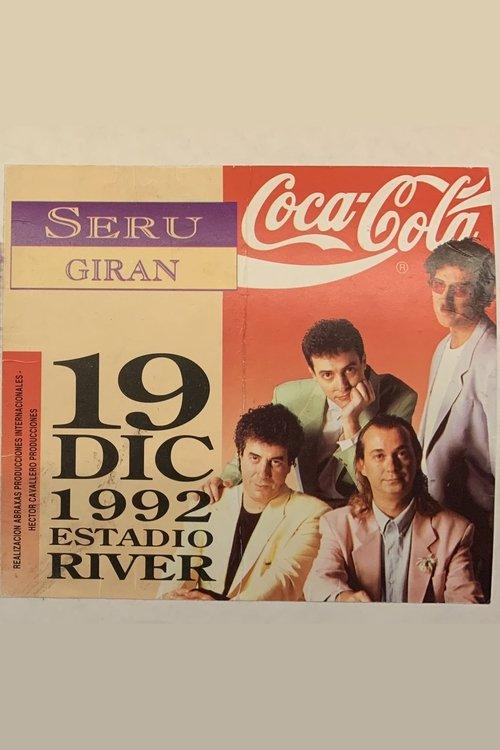 SERU
GIRAN
Coca-Cola
®
19
DIC
1992
ESTADIO
RIVER
REALIZACION ABRAXAS PRODUCCIONES INTERNACIONALES -
HECTOR CAVALLERO PRODUCCIONES